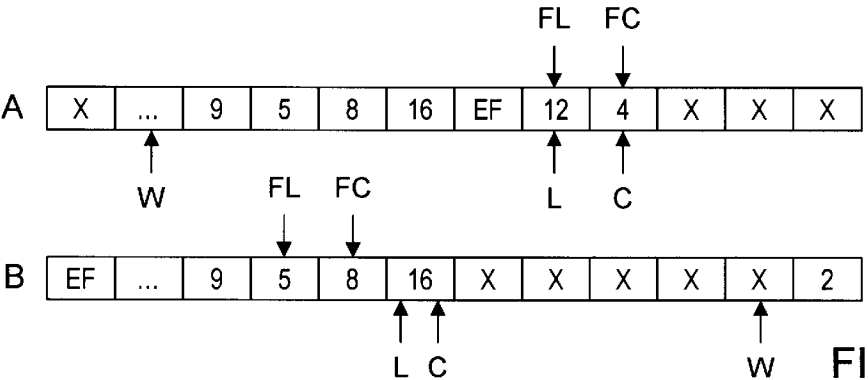 FL FC
A X ... 9 5 8 16 EF 12 4 X X X
W L C
FL FC
B EF ... 9 5 8 16 X X X X X 2
L C W
FI